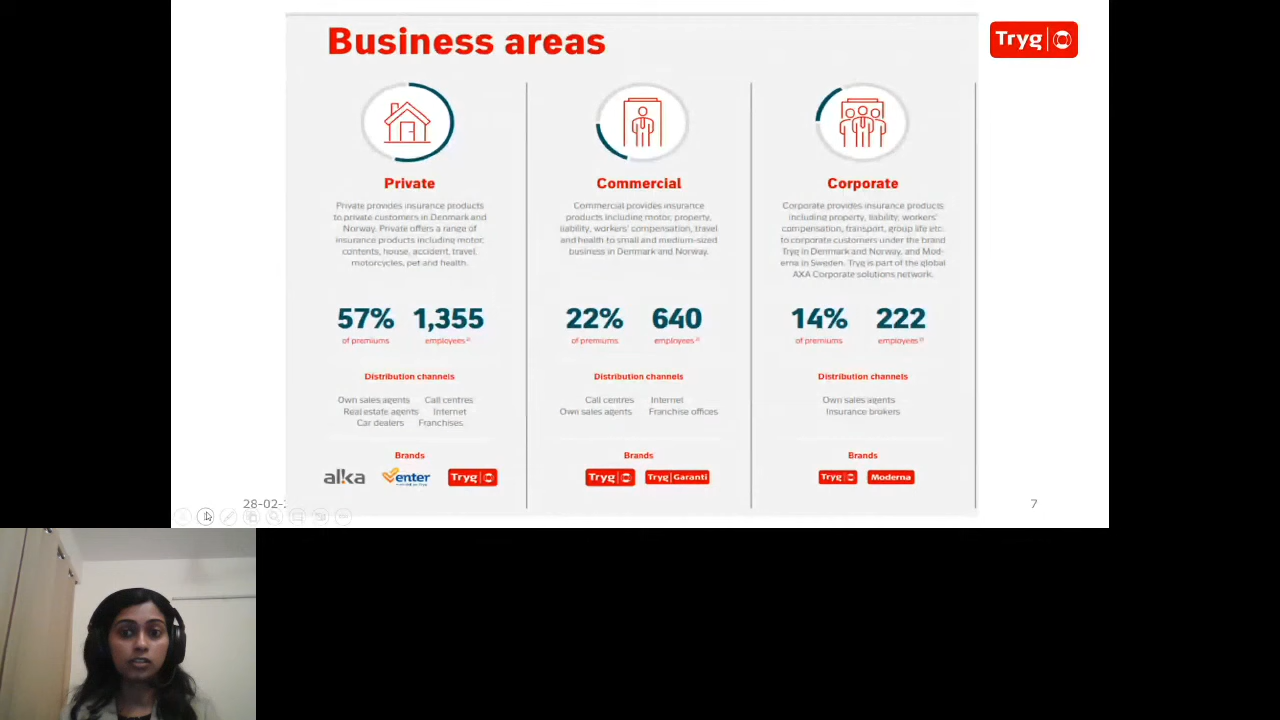 Business areas
Tryg
Private
Private provides insurance products
to private customers in Denmark and
Norway. Private offers a range of
insurance products including motor,
contents, house, accident, travel,
motorcycles, pet and health.
57% 1,355
of premiums employees
Distribution channels
Own sales agents Call centres
Real estate agents Internet
Car dealers Franchises
Brands
alka enter Tryg
Commercial
Commercial provides insurance
products including motor, property,
liability, workers' compensation, travel
and health to small and medium-sized
business in Denmark and Norway.
22% 640
of premiums employees
Distribution channels
Call centres Internet
Own sales agents Franchise offices
Brands
Tryg Tryg Garanti
Corporate
Corporate provides insurance products
including property, liability, workers'
compensation, transport, group life etc.
to corporate customers under the brand
Tryg in Denmark and Norway, and Mod-
erna in Sweden. Tryg is part of the global
AXA Corporate solutions network.
14% 222
of premiums employees
Distribution channels
Own sales agents
Insurance brokers
Brands
Tryg Moderna
28-02-
7